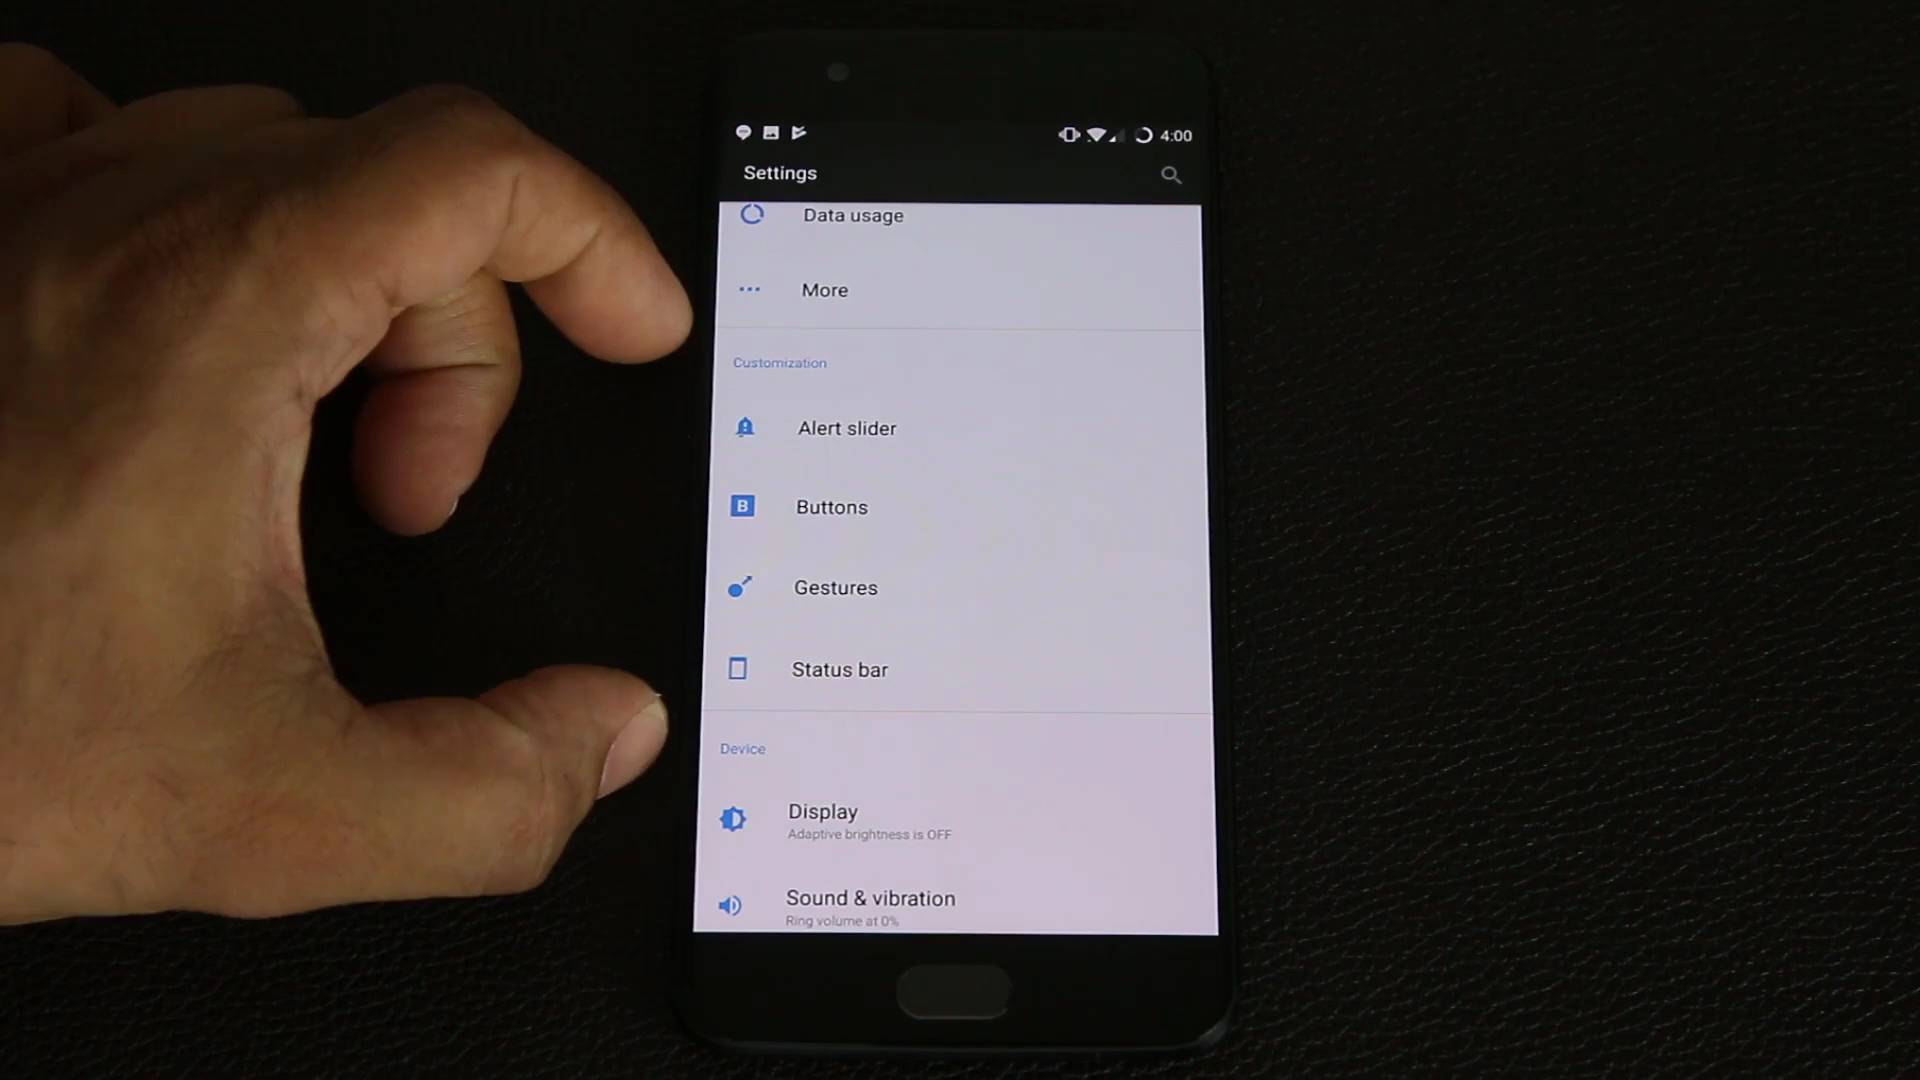 4:00
Settings
Data usage
More
Customization
Alert slider
B Buttons
Gestures
Status bar
Device
Display
Adaptive brightness is OFF
Sound & vibration
Ring volume at 0%